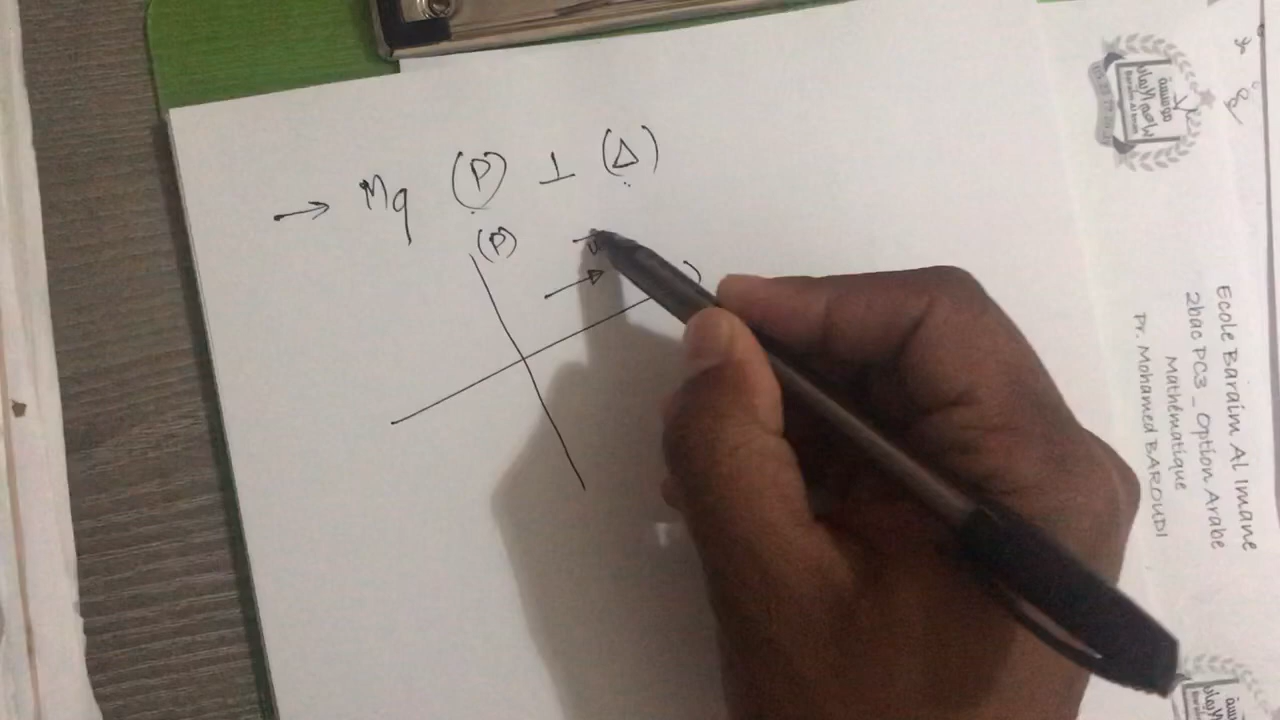 → Mq (P) ⊥ (Δ)
(P)
Ecole Baraim Al Imane
2bac PC3 _ Option Arabe
Mathématique
Pr. Mohamed BAROUDI